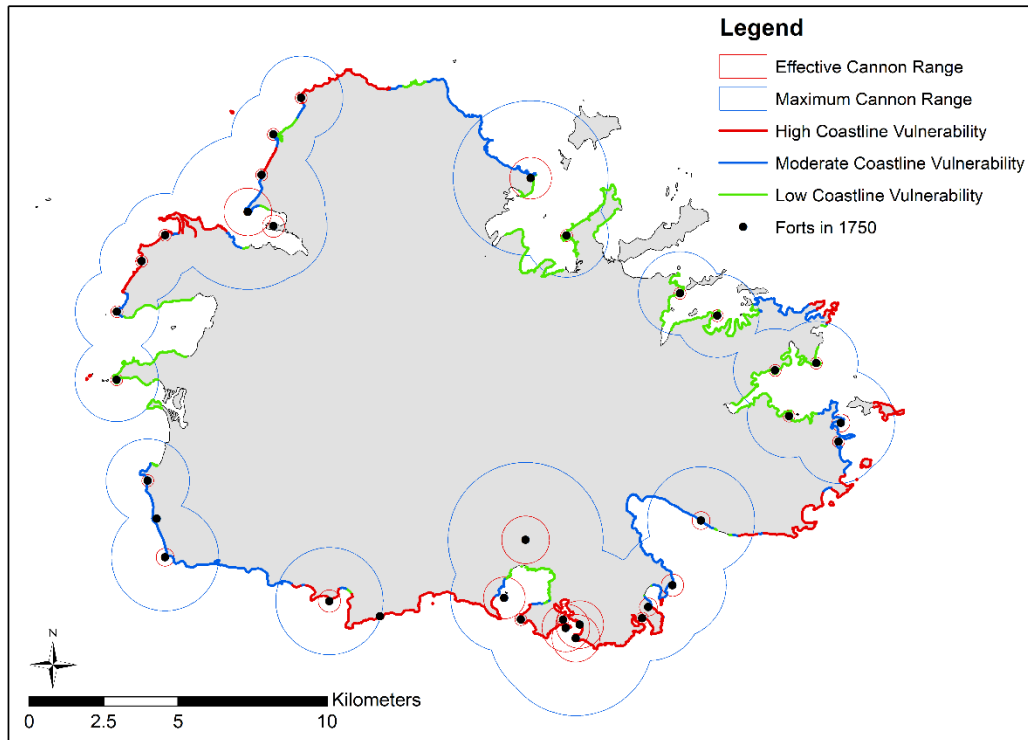 Legend
Effective Cannon Range
Maximum Cannon Range
High Coastline Vulnerability
Moderate Coastline Vulnerability
Low Coastline Vulnerability
Forts in 1750
N
Kilometers
0 2.5 5 10